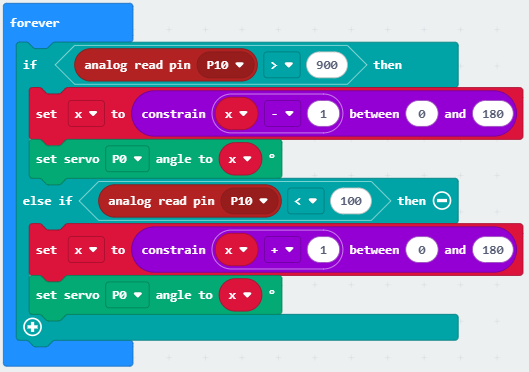 forever
if analog read pin P10 > 900 then
set x to constrain x - 1 between 0 and 180
set servo P0 angle to x °
else if analog read pin P10 < 100 then
set x to constrain x + 1 between 0 and 180
set servo P0 angle to x °